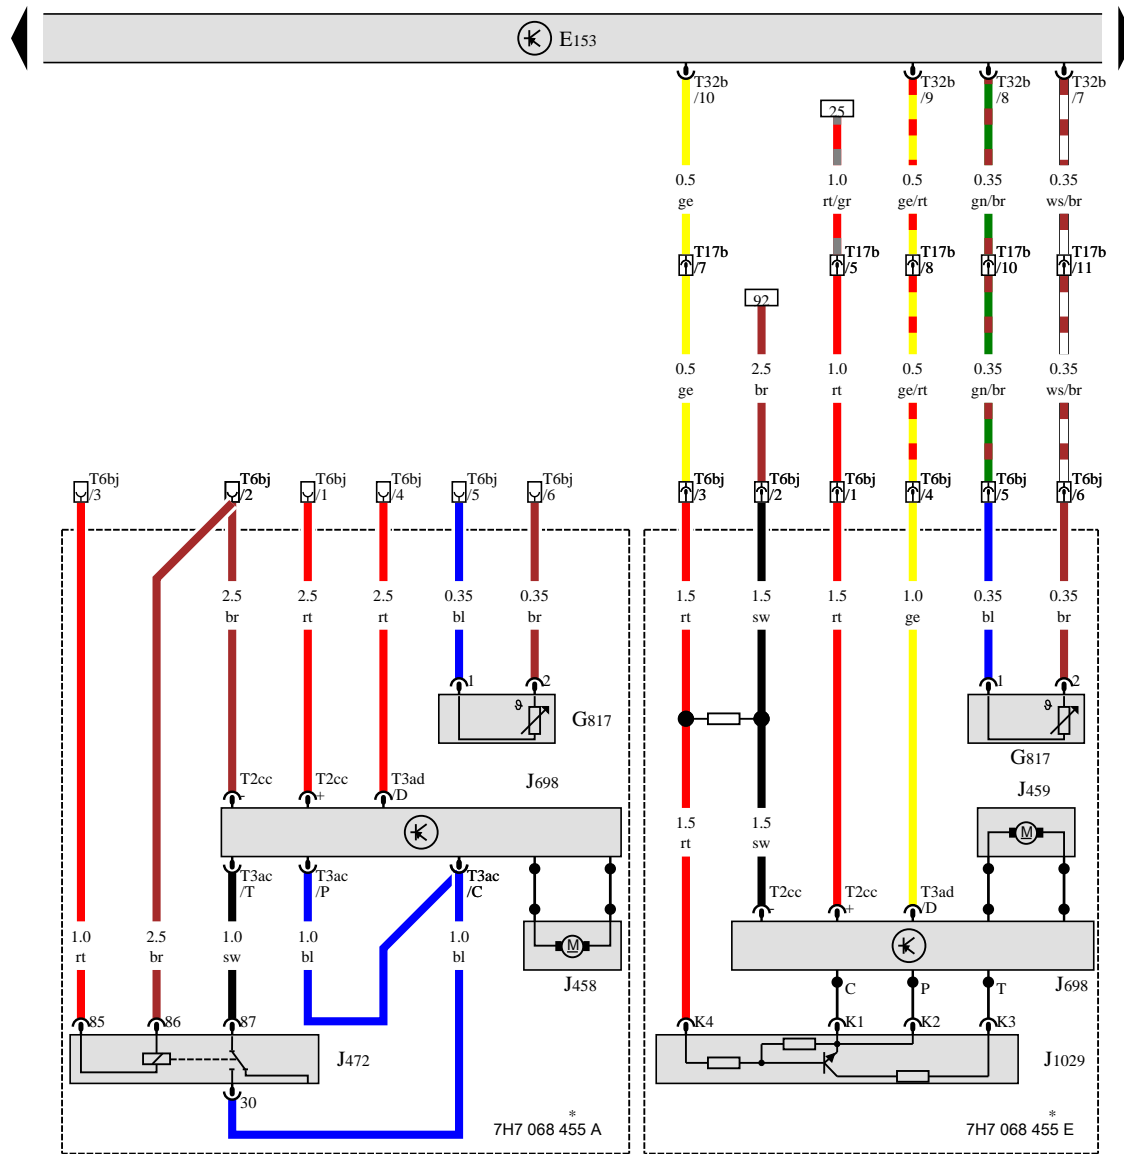 E153
T32b
/10
T32b
/9
T32b
/8
T32b
/7
25
0.5
ge
1.0
rt/gr
0.5
ge/rt
0.35
gn/br
0.35
ws/br
T17b
/7
T17b
/5
T17b
/8
T17b
/10
T17b
/11
92
0.5
ge
2.5
br
1.0
rt
0.5
ge/rt
0.35
gn/br
0.35
ws/br
T6bj
/3
T6bj
/2
T6bj
/1
T6bj
/4
T6bj
/5
T6bj
/6
T6bj
/3
T6bj
/2
T6bj
/1
T6bj
/4
T6bj
/5
T6bj
/6
2.5
br
2.5
rt
2.5
rt
0.35
bl
0.35
br
1.5
rt
1.5
sw
1.5
rt
1.0
ge
0.35
bl
0.35
br
1
2
ϑ
G817
1
2
ϑ
G817
T2cc
-
T2cc
+
T3ad
/D
J698
J459
M
1.5
rt
1.5
sw
T3ac
/T
T3ac
/P
T3ac
/C
T2cc
-
T2cc
+
T3ad
/D
1.0
rt
2.5
br
1.0
sw
1.0
bl
1.0
bl
M
J458
J698
C
P
T
85
86
87
K4
K1
K2
K3
J472
J1029
30
*
7H7 068 455 A
*
7H7 068 455 E